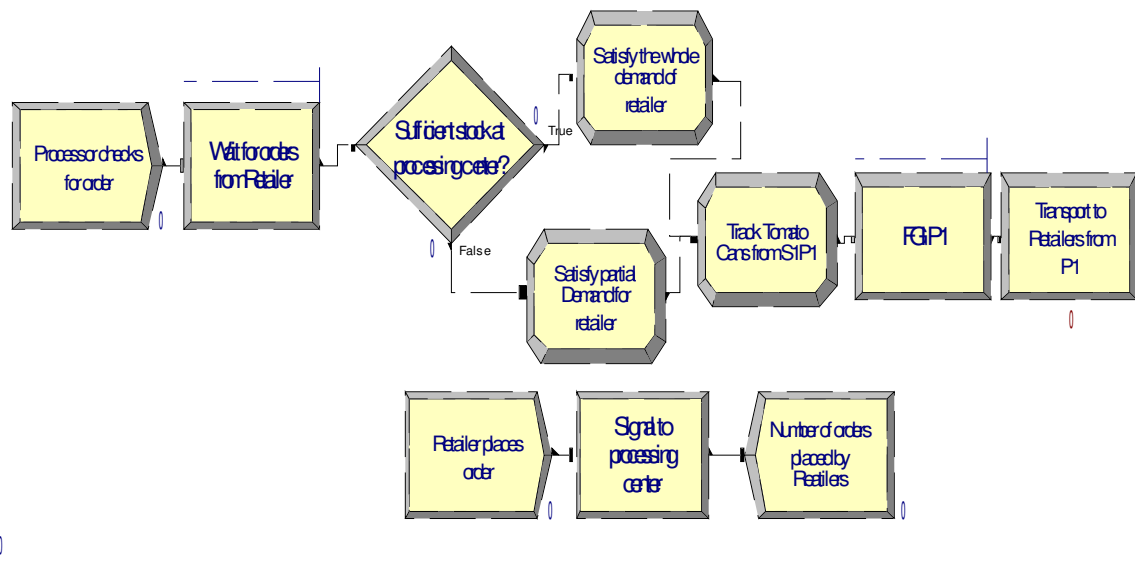 Processor checks
for order
Wait for orders
from Retailer
Sufficient stock at
processing center?
True
False
0
0
0
Satisfy the whole
demand of
retailer
Satisfy partial
Demand for
retailer
Track Tomato
Cans from S1P1
FGIP1
Transport to
Retailers from
P1
0
Retailer places
order
0
Signal to
processing
center
Number of orders
placed by
Reatilers
0
0